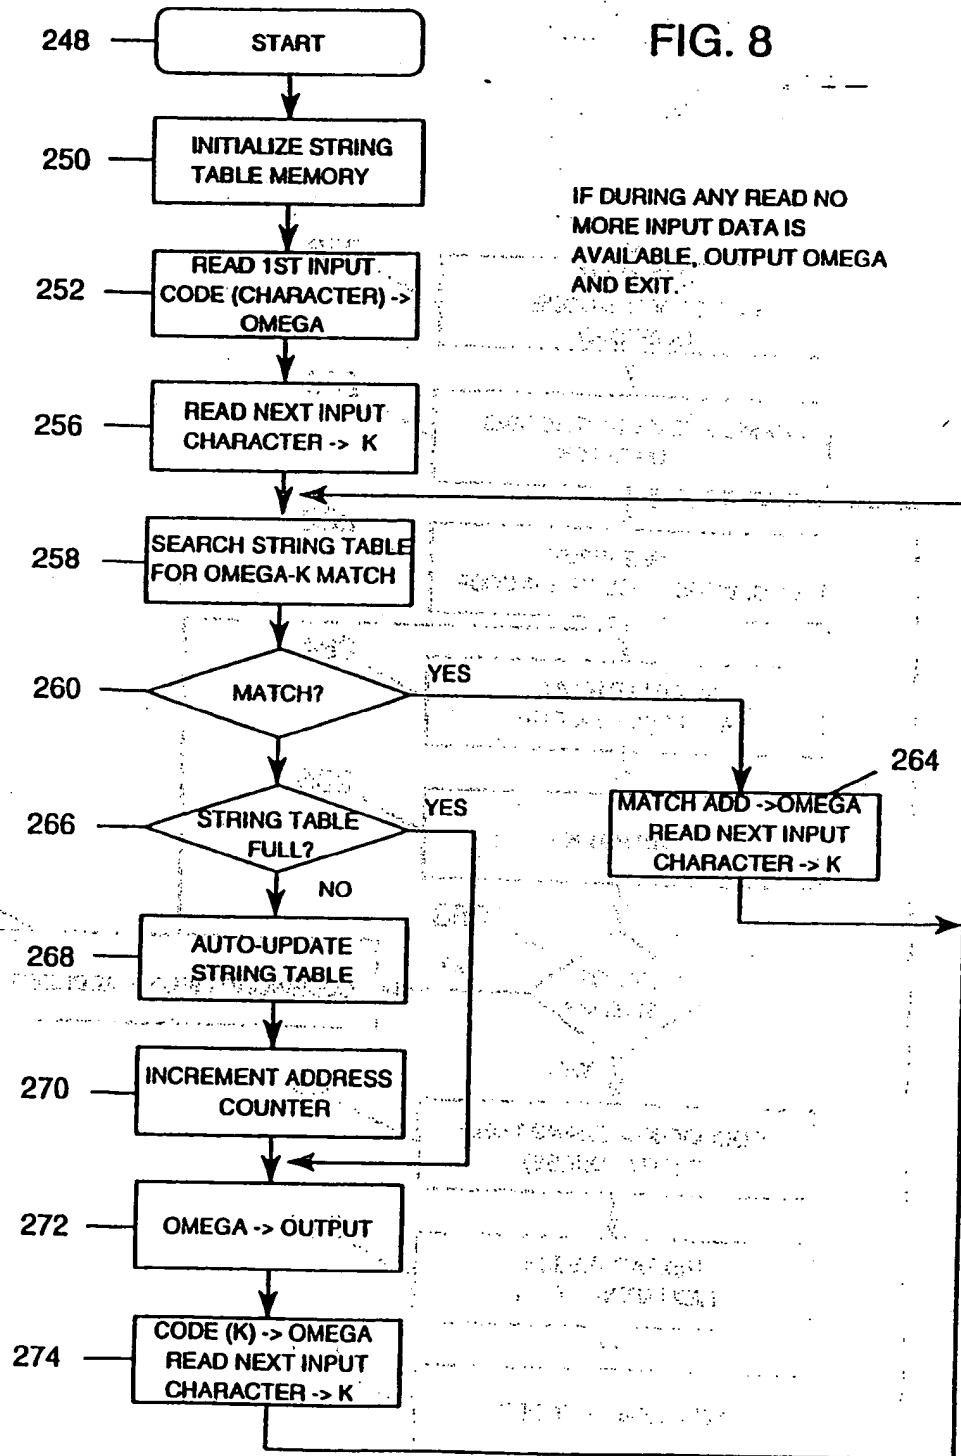 FIG. 8
248
START
250
INITIALIZE STRING
TABLE MEMORY
IF DURING ANY READ NO
MORE INPUT DATA IS
AVAILABLE, OUTPUT OMEGA
AND EXIT.
252
READ 1ST INPUT
CODE (CHARACTER) ->
OMEGA
256
READ NEXT INPUT
CHARACTER -> K
258
SEARCH STRING TABLE
FOR OMEGA-K MATCH
260
MATCH?
YES
264
MATCH ADD ->OMEGA
READ NEXT INPUT
CHARACTER -> K
266
STRING TABLE
FULL?
YES
NO
268
AUTO-UPDATE
STRING TABLE
270
INCREMENT ADDRESS
COUNTER
272
OMEGA -> OUTPUT
274
CODE (K) -> OMEGA
READ NEXT INPUT
CHARACTER -> K